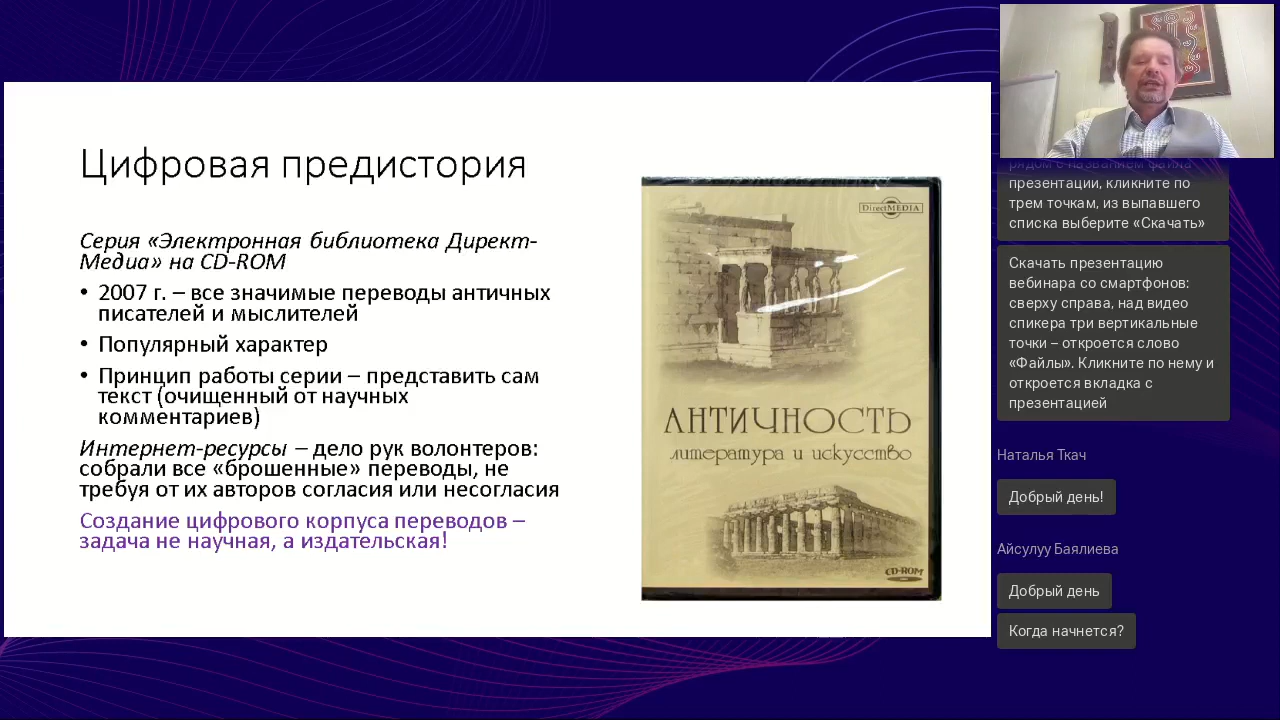 Цифровая предистория
Серия «Электронная библиотека Директ-
Медиа» на CD-ROM
• 2007 г. – все значимые переводы античных
писателей и мыслителей
• Популярный характер
• Принцип работы серии – представить сам
текст (очищенный от научных
комментариев)
Интернет-ресурсы – дело рук волонтеров:
собрали все «брошенные» переводы, не
требуя от их авторов согласия или несогласия
Создание цифрового корпуса переводов –
задача не научная, а издательская!
DirectMEDIA
АНТИЧНОСТЬ
литература и искусство
CD-ROM
рядом с названием файла
презентации, кликните по
трем точкам, из выпавшего
списка выберите «Скачать»
Скачать презентацию
вебинара со смартфонов:
сверху справа, над видео
спикера три вертикальные
точки – откроется слово
«Файлы». Кликните по нему и
откроется вкладка с
презентацией
Наталья Ткач
Добрый день!
Айсулуу Баялиева
Добрый день
Когда начнется?